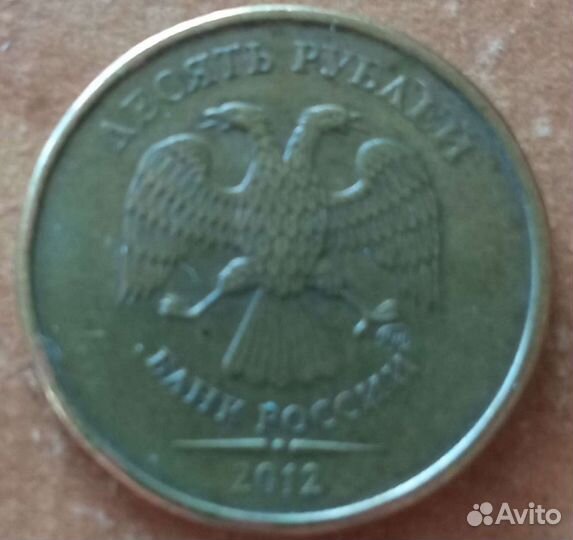 ДЕСЯТЬ РУБЛЕЙ
БАНК РОССИИ
2012
Avito